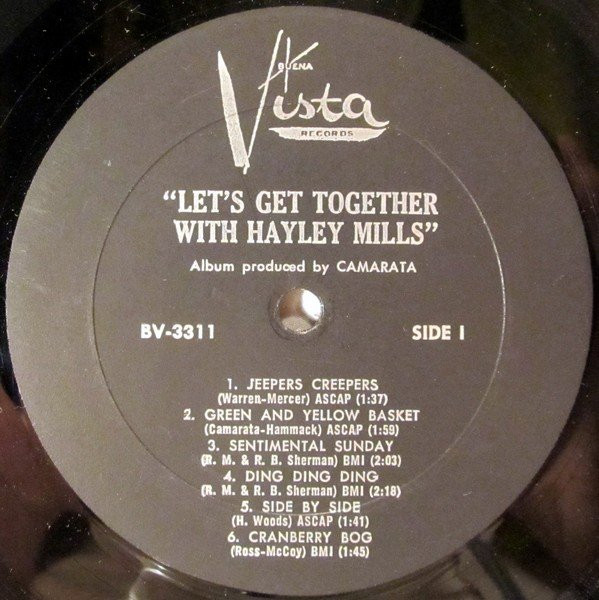 BUENA
Vista
RECORDS
“LET’S GET TOGETHER
WITH HAYLEY MILLS”
Album produced by CAMARATA
BV-3311 SIDE I
1. JEEPERS CREEPERS
(Warren-Mercer) ASCAP (1:37)
2. GREEN AND YELLOW BASKET
(Camarata-Hammack) ASCAP (1:59)
3. SENTIMENTAL SUNDAY
(R. M. & R. B. Sherman) BMI (2:03)
4. DING DING DING
(R. M. & R. B. Sherman) BMI (2:18)
5. SIDE BY SIDE
(H. Woods) ASCAP (1:41)
6. CRANBERRY BOG
(Ross-McCoy) BMI (1:45)